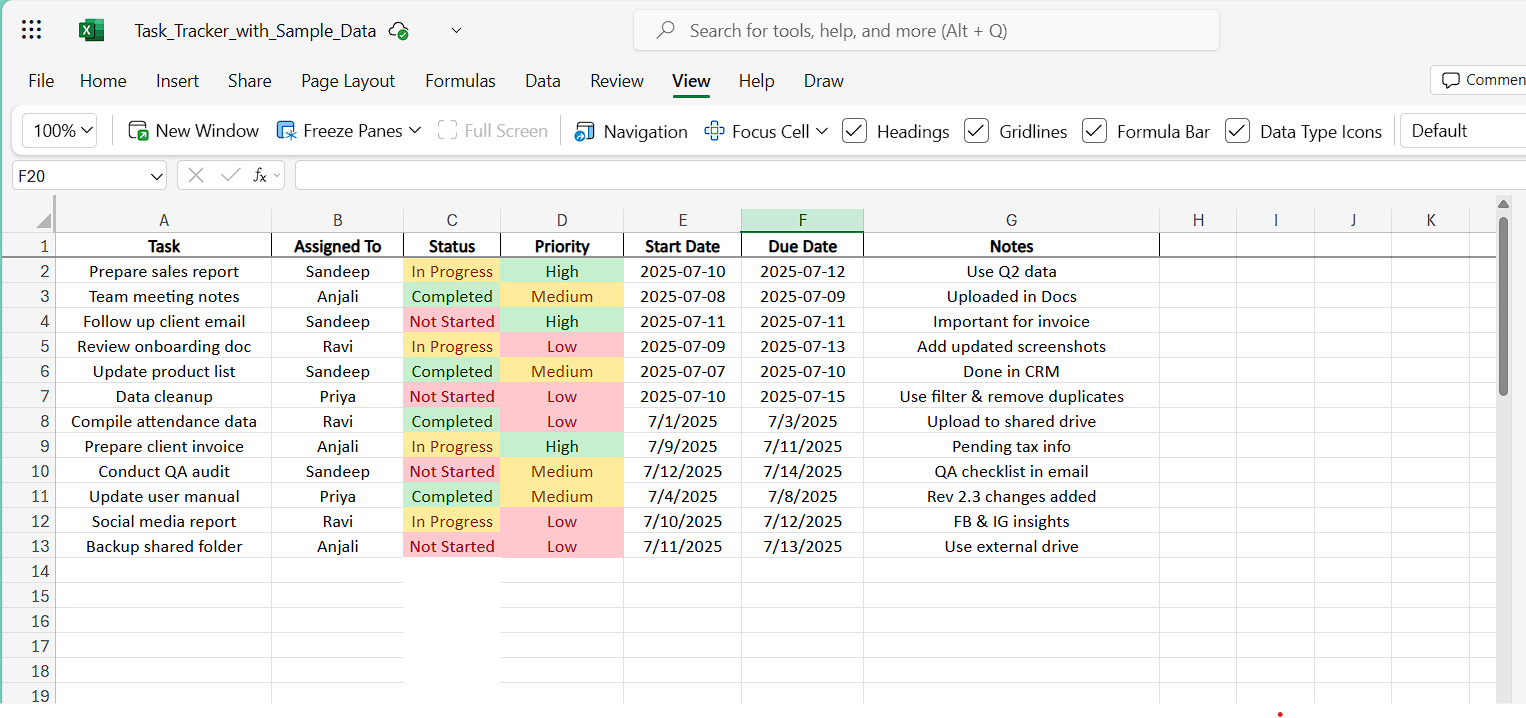 Task_Tracker_with_Sample_Data
Search for tools, help, and more (Alt + Q)
File Home Insert Share Page Layout Formulas Data Review View Help Draw Commen
100% New Window Freeze Panes Full Screen Navigation Focus Cell Headings Gridlines Formula Bar Data Type Icons Default
F20 fx
A B C D E F G H I J K
1 Task Assigned To Status Priority Start Date Due Date Notes
2 Prepare sales report Sandeep In Progress High 2025-07-10 2025-07-12 Use Q2 data
3 Team meeting notes Anjali Completed Medium 2025-07-08 2025-07-09 Uploaded in Docs
4 Follow up client email Sandeep Not Started High 2025-07-11 2025-07-11 Important for invoice
5 Review onboarding doc Ravi In Progress Low 2025-07-09 2025-07-13 Add updated screenshots
6 Update product list Sandeep Completed Medium 2025-07-07 2025-07-10 Done in CRM
7 Data cleanup Priya Not Started Low 2025-07-10 2025-07-15 Use filter & remove duplicates
8 Compile attendance data Ravi Completed Low 7/1/2025 7/3/2025 Upload to shared drive
9 Prepare client invoice Anjali In Progress High 7/9/2025 7/11/2025 Pending tax info
10 Conduct QA audit Sandeep Not Started Medium 7/12/2025 7/14/2025 QA checklist in email
11 Update user manual Priya Completed Medium 7/4/2025 7/8/2025 Rev 2.3 changes added
12 Social media report Ravi In Progress Low 7/10/2025 7/12/2025 FB & IG insights
13 Backup shared folder Anjali Not Started Low 7/11/2025 7/13/2025 Use external drive
14
15
16
17
18
19